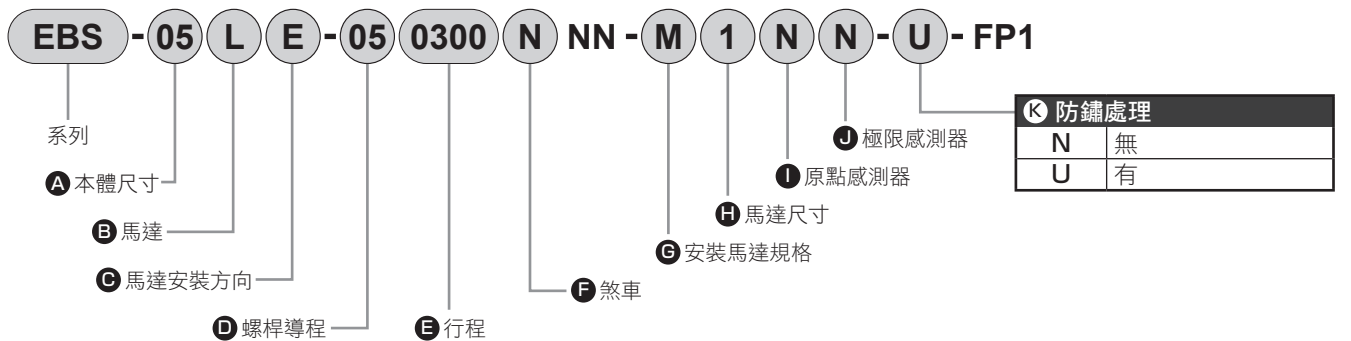 EBS - 05 L E - 05 0300 N NN - M 1 N N - U - FP1
K 防鏽處理
N 無
U 有
系列
J 極限感測器
I 原點感測器
A 本體尺寸
H 馬達尺寸
B 馬達
G 安裝馬達規格
C 馬達安裝方向
F 煞車
D 螺桿導程
E 行程